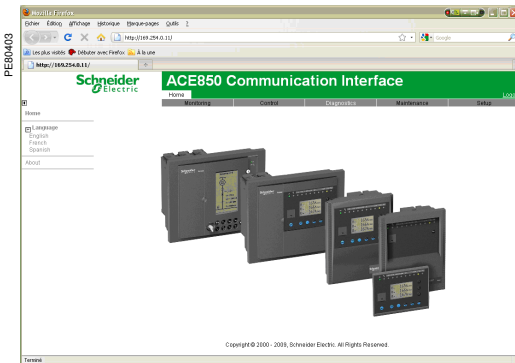 PE80403
Mozilla Firefox
Fichier Édition Affichage Historique Marque-pages Outils ?
http://169.254.0.11/
Google
Les plus visités Débuter avec Firefox À la une
http://169.254.0.11/
Schneider Electric
ACE850 Communication Interface
Home
Monitoring Control Diagnostics Maintenance Setup
Home
Language
English
French
Spanish
About
Copyright © 2000 - 2009, Schneider Electric. All Rights Reserved.
Terminé